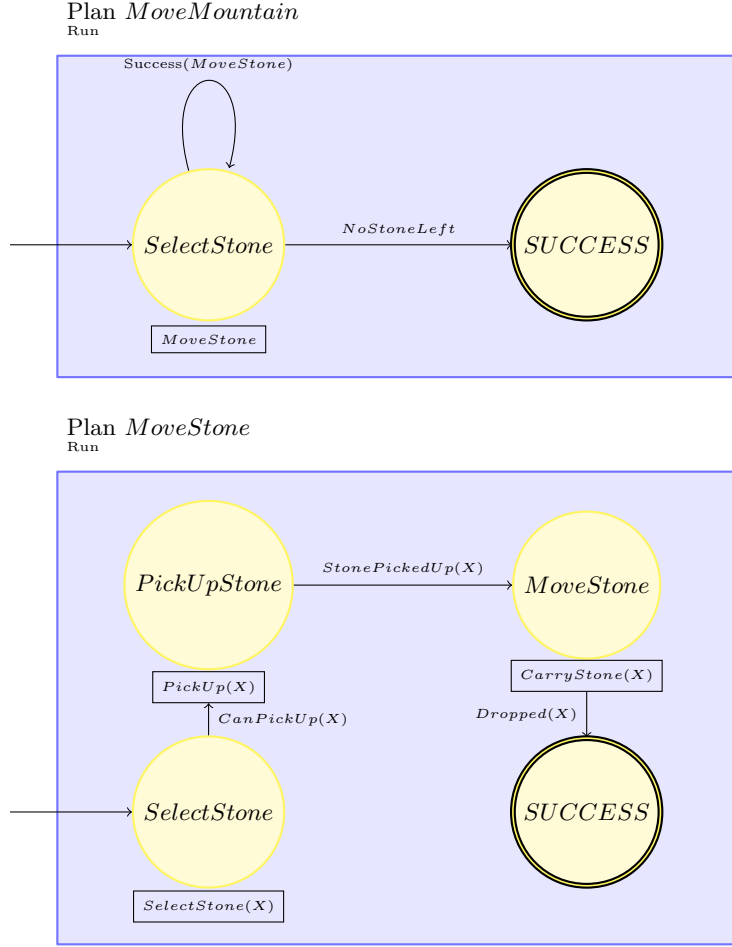 Plan MoveMountain
Run
Success(MoveStone)
SelectStone
NoStoneLeft
SUCCESS
MoveStone
Plan MoveStone
Run
PickUpStone
StonePickedUp(X)
MoveStone
PickUp(X)
CarryStone(X)
CanPickUp(X)
Dropped(X)
SelectStone
SUCCESS
SelectStone(X)